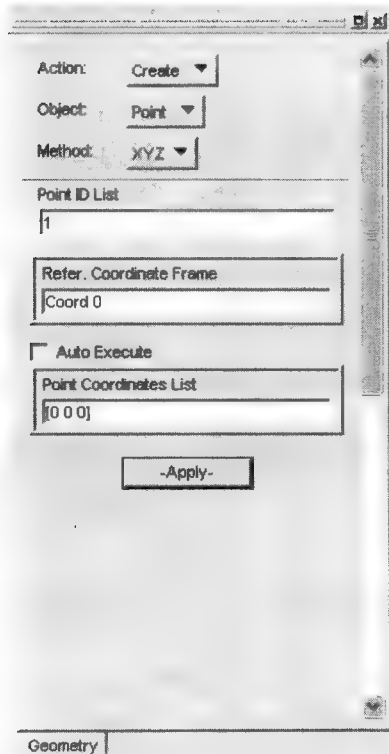 Action: Create
Object: Point
Method: XYZ
Point ID List
1
Refer. Coordinate Frame
Coord 0
Auto Execute
Point Coordinates List
[0 0 0]
-Apply-
Geometry